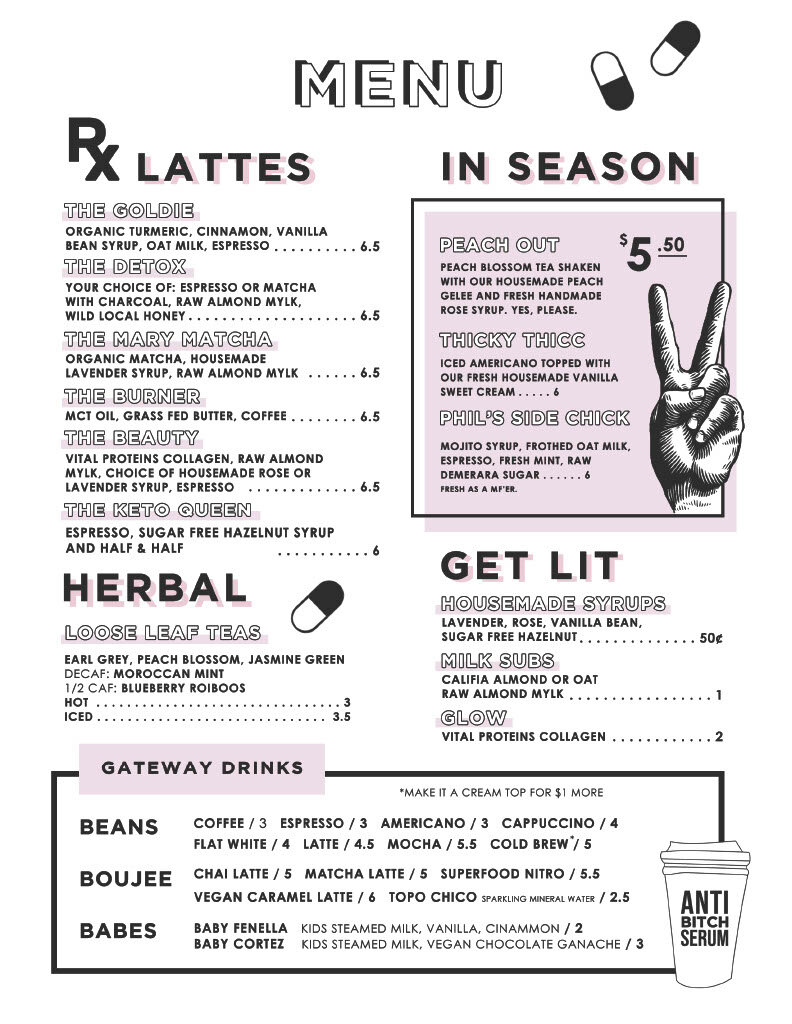 MENU
Rx LATTES
THE GOLDIE
ORGANIC TURMERIC, CINNAMON, VANILLA
BEAN SYRUP, OAT MILK, ESPRESSO . . . . . . . . . . 6.5
THE DETOX
YOUR CHOICE OF: ESPRESSO OR MATCHA
WITH CHARCOAL, RAW ALMOND MYLK,
WILD LOCAL HONEY . . . . . . . . . . . . . . . . . . . . 6.5
THE MARY MATCHA
ORGANIC MATCHA, HOUSEMADE
LAVENDER SYRUP, RAW ALMOND MYLK . . . . . . 6.5
THE BURNER
MCT OIL, GRASS FED BUTTER, COFFEE . . . . . . . . 6.5
THE BEAUTY
VITAL PROTEINS COLLAGEN, RAW ALMOND
MYLK, CHOICE OF HOUSEMADE ROSE OR
LAVENDER SYRUP, ESPRESSO . . . . . . . . . . . . 6.5
THE KETO QUEEN
ESPRESSO, SUGAR FREE HAZELNUT SYRUP
AND HALF & HALF . . . . . . . . . . . 6
HERBAL
LOOSE LEAF TEAS
EARL GREY, PEACH BLOSSOM, JASMINE GREEN
DECAF: MOROCCAN MINT
1/2 CAF: BLUEBERRY ROIBOOS
HOT . . . . . . . . . . . . . . . . . . . . . . . . . . . . . . . 3
ICED . . . . . . . . . . . . . . . . . . . . . . . . . . . . . 3.5
IN SEASON
PEACH OUT $5.50
PEACH BLOSSOM TEA SHAKEN
WITH OUR HOUSEMADE PEACH
GELEE AND FRESH HANDMADE
ROSE SYRUP. YES, PLEASE.
THICKY THICC
ICED AMERICANO TOPPED WITH
OUR FRESH HOUSEMADE VANILLA
SWEET CREAM . . . . . 6
PHIL'S SIDE CHICK
MOJITO SYRUP, FROTHED OAT MILK,
ESPRESSO, FRESH MINT, RAW
DEMERARA SUGAR . . . . . . 6
FRESH AS A MF'ER.
GET LIT
HOUSEMADE SYRUPS
LAVENDER, ROSE, VANILLA BEAN,
SUGAR FREE HAZELNUT . . . . . . . . . . . . . . 50¢
MILK SUBS
CALIFIA ALMOND OR OAT
RAW ALMOND MYLK . . . . . . . . . . . . . . . . . 1
GLOW
VITAL PROTEINS COLLAGEN . . . . . . . . . . . . 2
GATEWAY DRINKS
*MAKE IT A CREAM TOP FOR $1 MORE
BEANS
COFFEE / 3 ESPRESSO / 3 AMERICANO / 3 CAPPUCCINO / 4
FLAT WHITE / 4 LATTE / 4.5 MOCHA / 5.5 COLD BREW* / 5
BOUJEE
CHAI LATTE / 5 MATCHA LATTE / 5 SUPERFOOD NITRO / 5.5
VEGAN CARAMEL LATTE / 6 TOPO CHICO SPARKLING MINERAL WATER / 2.5
BABES
BABY FENELLA KIDS STEAMED MILK, VANILLA, CINAMMON / 2
BABY CORTEZ KIDS STEAMED MILK, VEGAN CHOCOLATE GANACHE / 3
ANTI
BITCH
SERUM